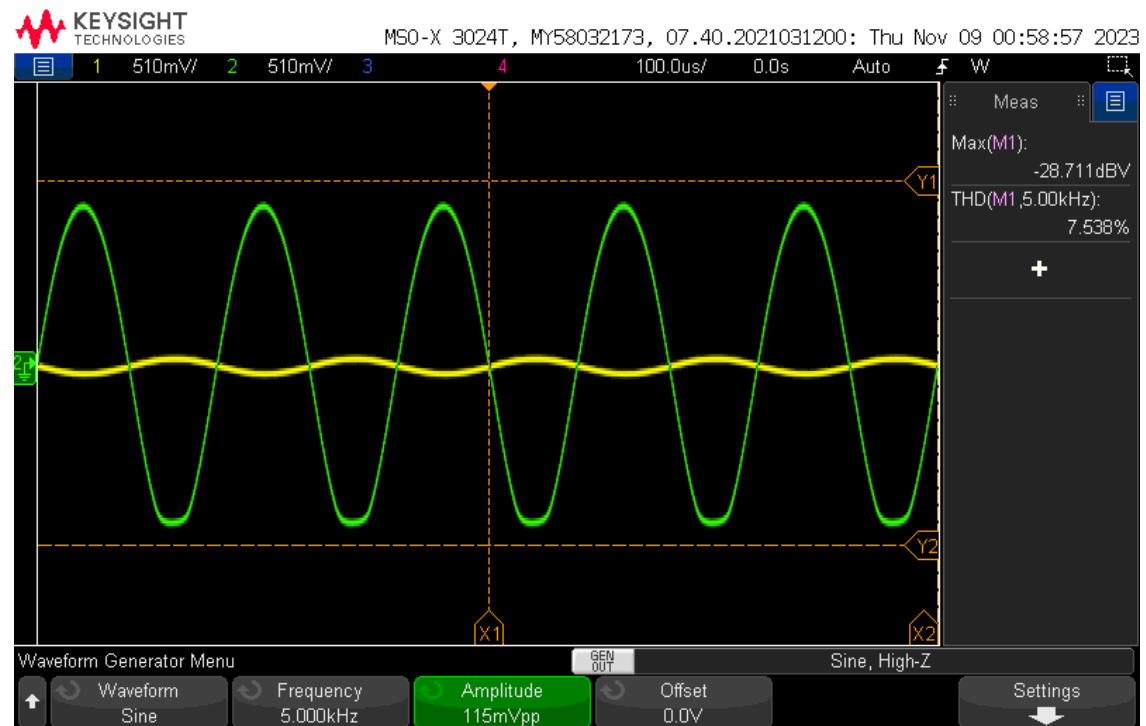 KEYSIGHT
TECHNOLOGIES
MSO-X 3024T, MY58032173, 07.40.2021031200: Thu Nov 09 00:58:57 2023
1 510mV/ 2 510mV/ 3 4 100.0us/ 0.0s Auto W
Meas
Max(M1):
-28.711dBV
Y1
THD(M1,5.00kHz):
7.538%
+
2
Y2
X1 X2
Waveform Generator Menu GEN OUT Sine, High-Z
Waveform Frequency Amplitude Offset Settings
Sine 5.000kHz 115mVpp 0.0V